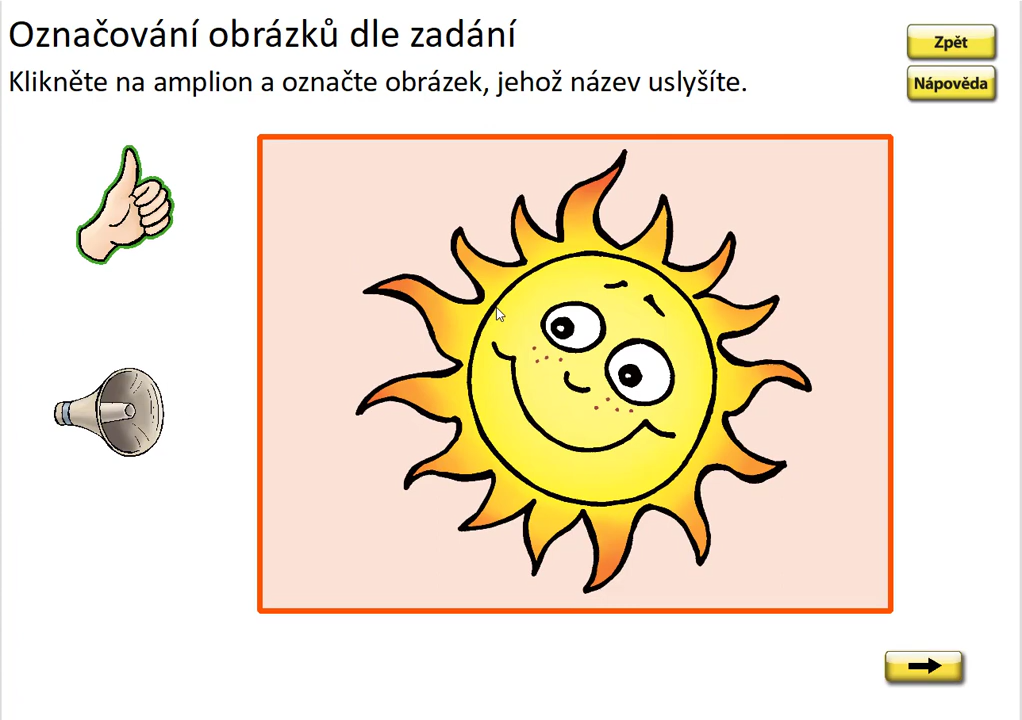 Označování obrázků dle zadání
Klikněte na amplion a označte obrázek, jehož název uslyšíte.
Zpět
Nápověda